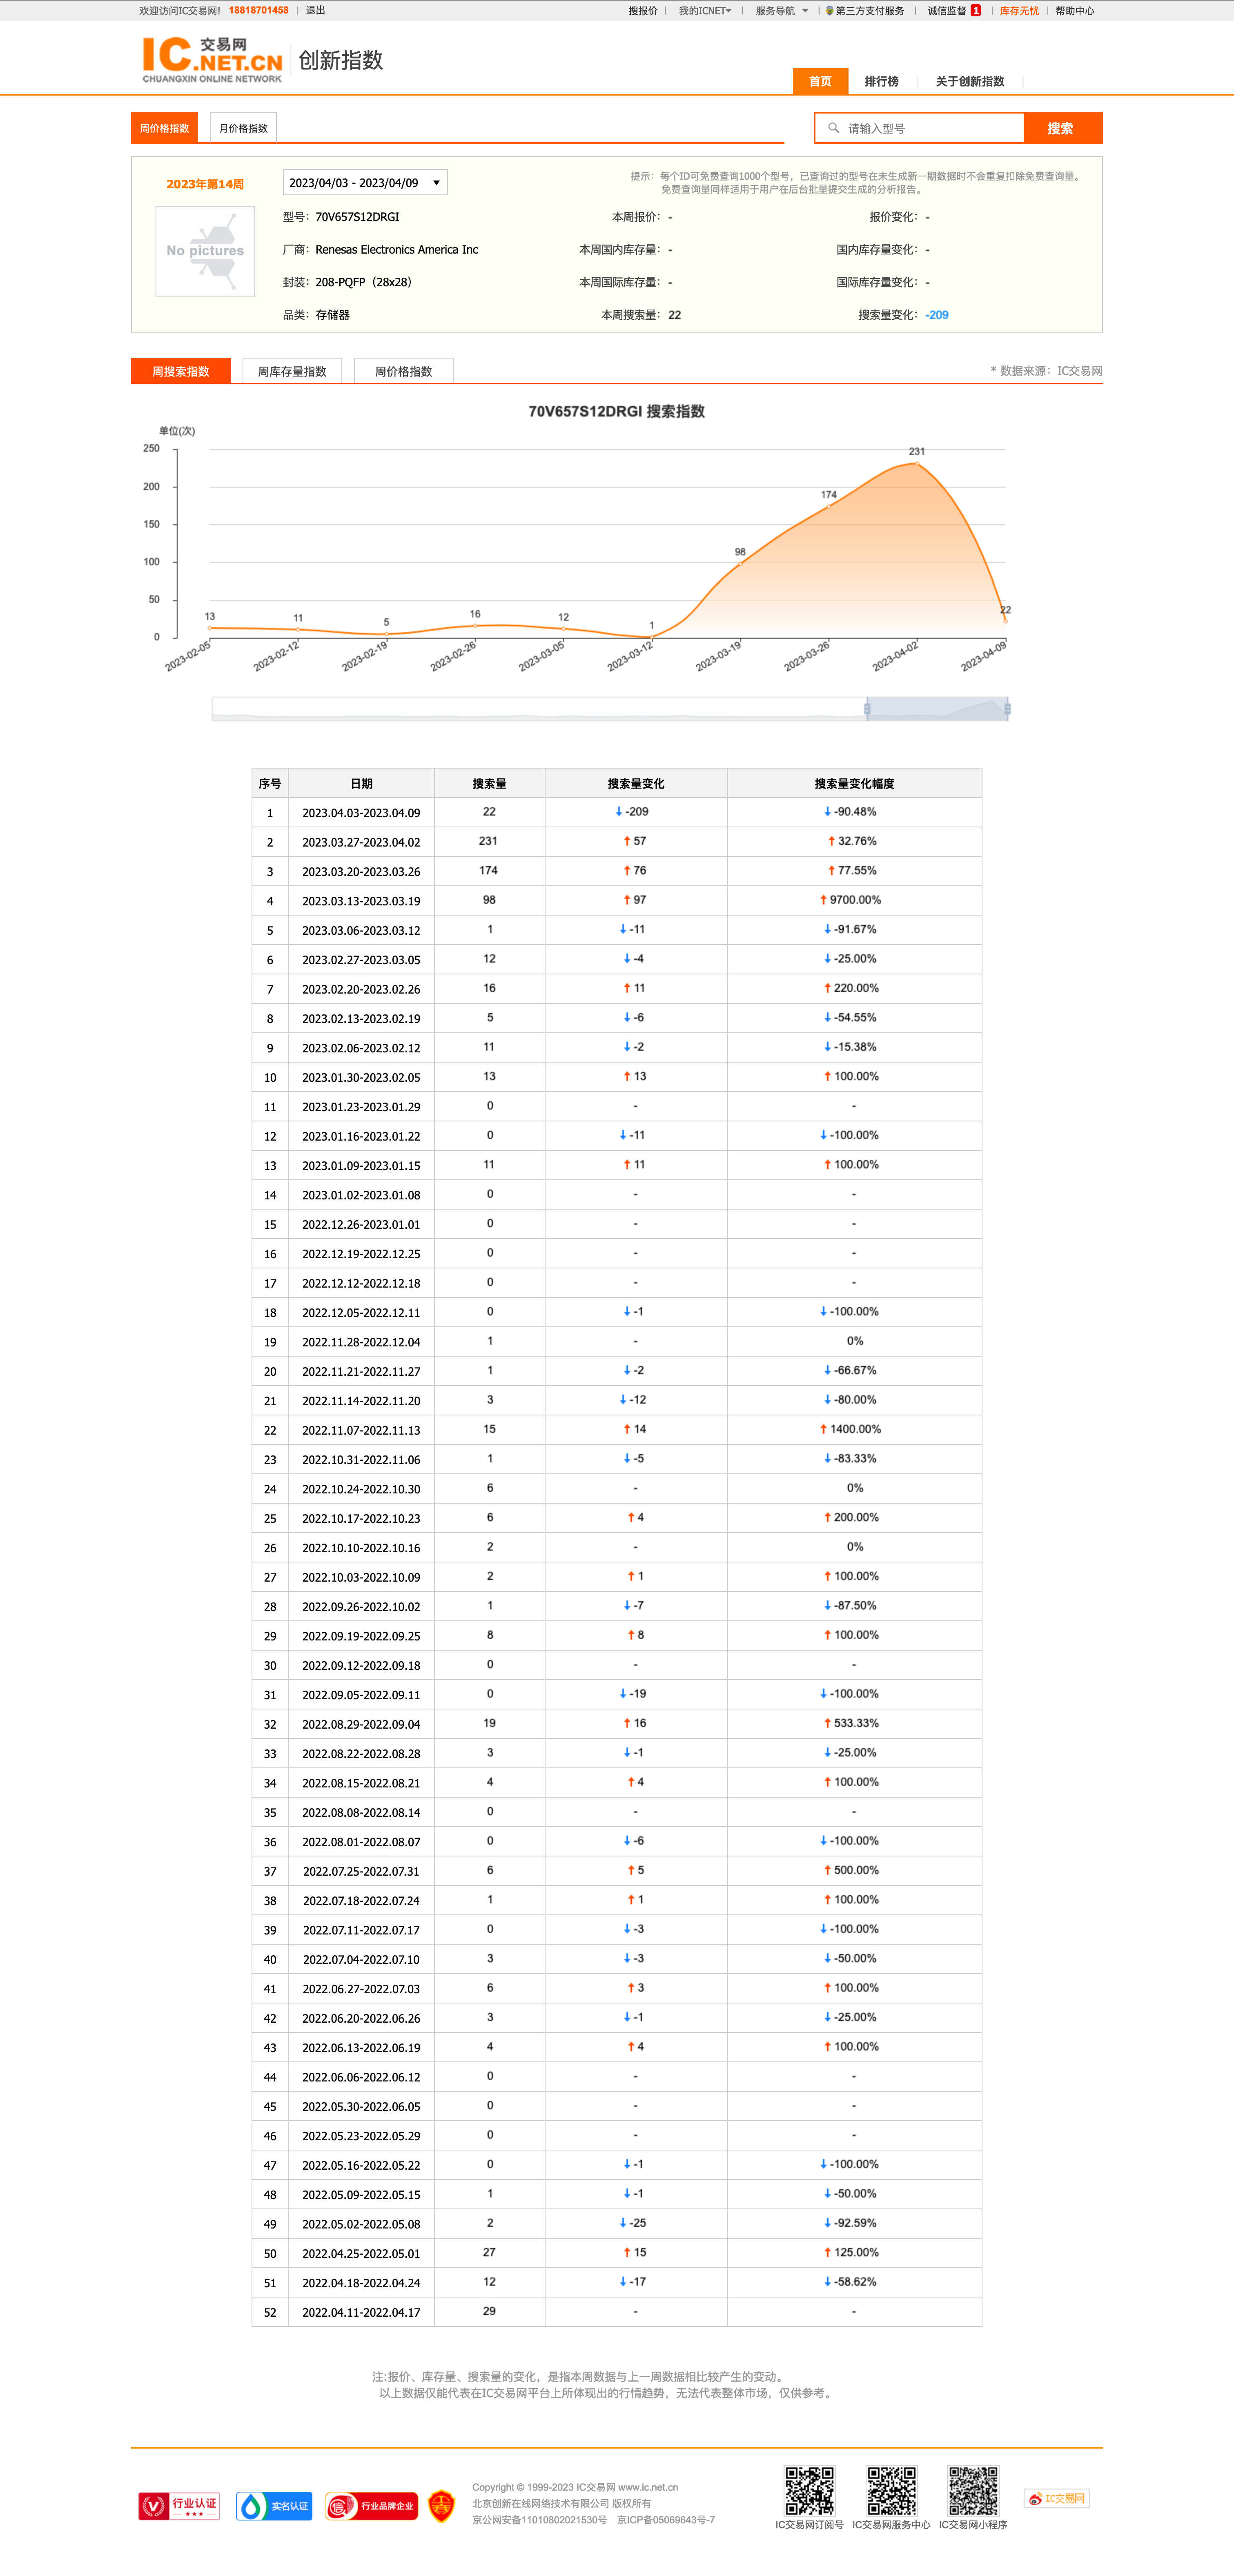 欢迎访问IC交易网! 18818701458 | 退出 搜报价 | 我的ICNET | 服务导航 | 第三方支付服务 | 诚信监督 1 | 库存无忧 | 帮助中心
IC 交易网 .NET.CN CHUANGXIN ONLINE NETWORK 创新指数
首页 排行榜 关于创新指数
周价格指数 月价格指数 请输入型号 搜索
2023年第14周 2023/04/03 - 2023/04/09 提示：每个ID可免费查询1000个型号，已查询过的型号在未生成新一期数据时不会重复扣除免费查询量。
免费查询量同样适用于用户在后台批量提交生成的分析报告。
No pictures
型号：70V657S12DRGI 本周报价：- 报价变化：-
厂商：Renesas Electronics America Inc 本周国内库存量：- 国内库存量变化：-
封装：208-PQFP（28x28） 本周国际库存量：- 国际库存量变化：-
品类：存储器 本周搜索量：22 搜索量变化：-209
周搜索指数 周库存量指数 周价格指数 * 数据来源：IC交易网
70V657S12DRGI 搜索指数
单位(次)
250
200
150
100
50
0
13 11 5 16 12 1 98 174 231 22
2023-02-05 2023-02-12 2023-02-19 2023-02-26 2023-03-05 2023-03-12 2023-03-19 2023-03-26 2023-04-02 2023-04-09
序号 日期 搜索量 搜索量变化 搜索量变化幅度
1 2023.04.03-2023.04.09 22 ↓-209 ↓-90.48%
2 2023.03.27-2023.04.02 231 ↑57 ↑32.76%
3 2023.03.20-2023.03.26 174 ↑76 ↑77.55%
4 2023.03.13-2023.03.19 98 ↑97 ↑9700.00%
5 2023.03.06-2023.03.12 1 ↓-11 ↓-91.67%
6 2023.02.27-2023.03.05 12 ↓-4 ↓-25.00%
7 2023.02.20-2023.02.26 16 ↑11 ↑220.00%
8 2023.02.13-2023.02.19 5 ↓-6 ↓-54.55%
9 2023.02.06-2023.02.12 11 ↓-2 ↓-15.38%
10 2023.01.30-2023.02.05 13 ↑13 ↑100.00%
11 2023.01.23-2023.01.29 0 - -
12 2023.01.16-2023.01.22 0 ↓-11 ↓-100.00%
13 2023.01.09-2023.01.15 11 ↑11 ↑100.00%
14 2023.01.02-2023.01.08 0 - -
15 2022.12.26-2023.01.01 0 - -
16 2022.12.19-2022.12.25 0 - -
17 2022.12.12-2022.12.18 0 - -
18 2022.12.05-2022.12.11 0 ↓-1 ↓-100.00%
19 2022.11.28-2022.12.04 1 - 0%
20 2022.11.21-2022.11.27 1 ↓-2 ↓-66.67%
21 2022.11.14-2022.11.20 3 ↓-12 ↓-80.00%
22 2022.11.07-2022.11.13 15 ↑14 ↑1400.00%
23 2022.10.31-2022.11.06 1 ↓-5 ↓-83.33%
24 2022.10.24-2022.10.30 6 - 0%
25 2022.10.17-2022.10.23 6 ↑4 ↑200.00%
26 2022.10.10-2022.10.16 2 - 0%
27 2022.10.03-2022.10.09 2 ↑1 ↑100.00%
28 2022.09.26-2022.10.02 1 ↓-7 ↓-87.50%
29 2022.09.19-2022.09.25 8 ↑8 ↑100.00%
30 2022.09.12-2022.09.18 0 - -
31 2022.09.05-2022.09.11 0 ↓-19 ↓-100.00%
32 2022.08.29-2022.09.04 19 ↑16 ↑533.33%
33 2022.08.22-2022.08.28 3 ↓-1 ↓-25.00%
34 2022.08.15-2022.08.21 4 ↑4 ↑100.00%
35 2022.08.08-2022.08.14 0 - -
36 2022.08.01-2022.08.07 0 ↓-6 ↓-100.00%
37 2022.07.25-2022.07.31 6 ↑5 ↑500.00%
38 2022.07.18-2022.07.24 1 ↑1 ↑100.00%
39 2022.07.11-2022.07.17 0 ↓-3 ↓-100.00%
40 2022.07.04-2022.07.10 3 ↓-3 ↓-50.00%
41 2022.06.27-2022.07.03 6 ↑3 ↑100.00%
42 2022.06.20-2022.06.26 3 ↓-1 ↓-25.00%
43 2022.06.13-2022.06.19 4 ↑4 ↑100.00%
44 2022.06.06-2022.06.12 0 - -
45 2022.05.30-2022.06.05 0 - -
46 2022.05.23-2022.05.29 0 - -
47 2022.05.16-2022.05.22 0 ↓-1 ↓-100.00%
48 2022.05.09-2022.05.15 1 ↓-1 ↓-50.00%
49 2022.05.02-2022.05.08 2 ↓-25 ↓-92.59%
50 2022.04.25-2022.05.01 27 ↑15 ↑125.00%
51 2022.04.18-2022.04.24 12 ↓-17 ↓-58.62%
52 2022.04.11-2022.04.17 29 - -
注:报价、库存量、搜索量的变化，是指本周数据与上一周数据相比较产生的变动。
以上数据仅能代表在IC交易网平台上所体现出的行情趋势，无法代表整体市场，仅供参考。
行业认证 实名认证 信 行业品牌企业
Copyright © 1999-2023 IC交易网 www.ic.net.cn
北京创新在线网络技术有限公司 版权所有
京公网安备11010802021530号 京ICP备05069643号-7
IC交易网订阅号 IC交易网服务中心 IC交易网小程序
IC交易网